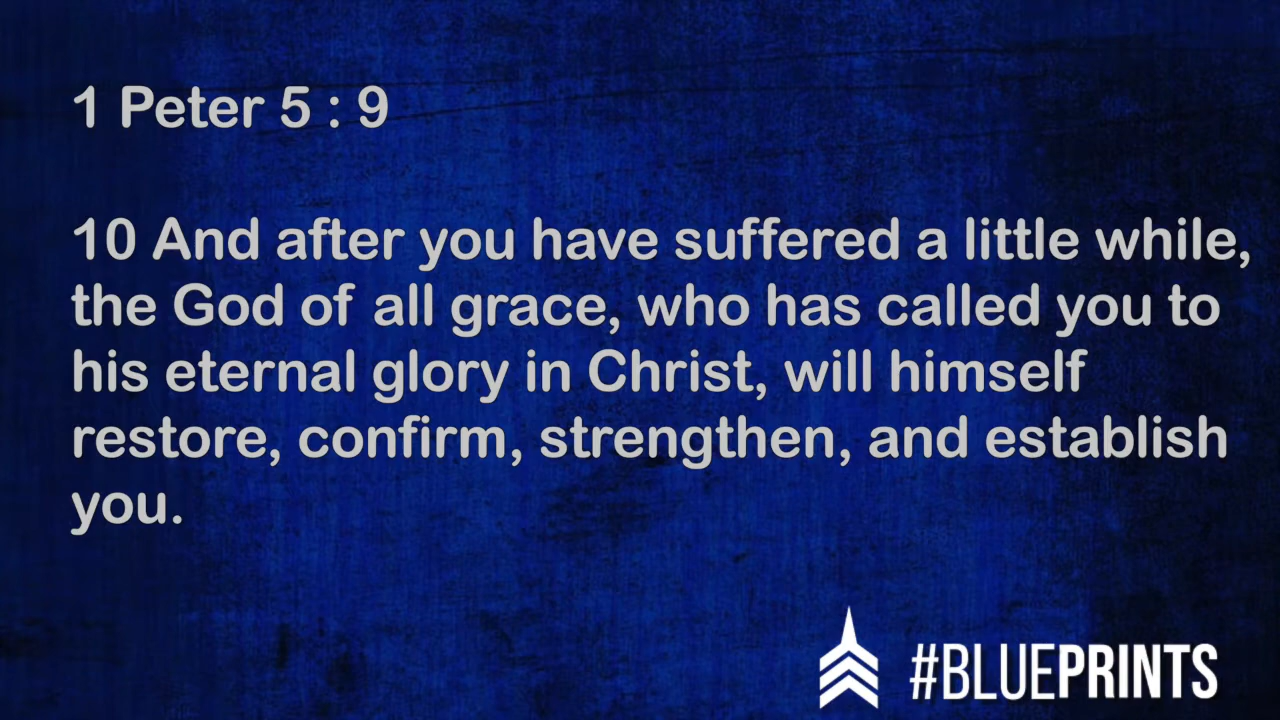 1 Peter 5 : 9
10 And after you have suffered a little while,
the God of all grace, who has called you to
his eternal glory in Christ, will himself
restore, confirm, strengthen, and establish
you.
#BLUEPRINTS